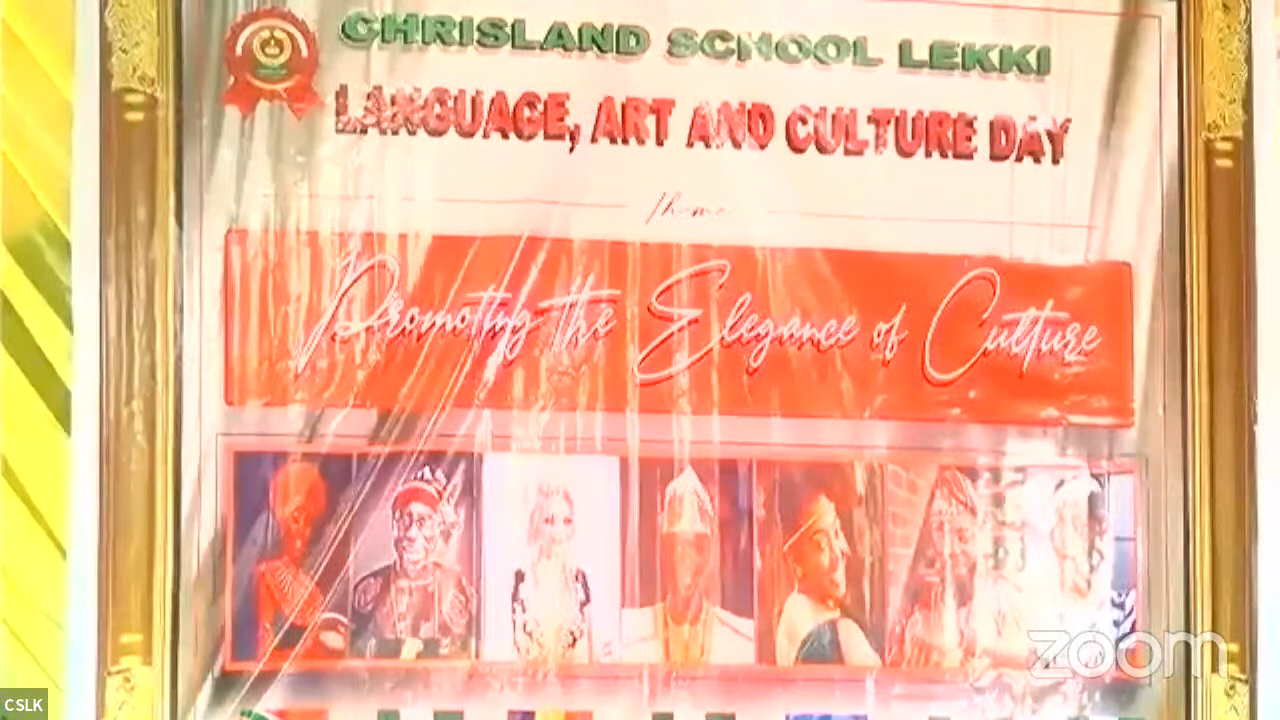 CHRISLAND SCHOOL LEKKI
LANGUAGE, ART AND CULTURE DAY
Theme
Promoting the Elegance of Culture
zoom
CSLK